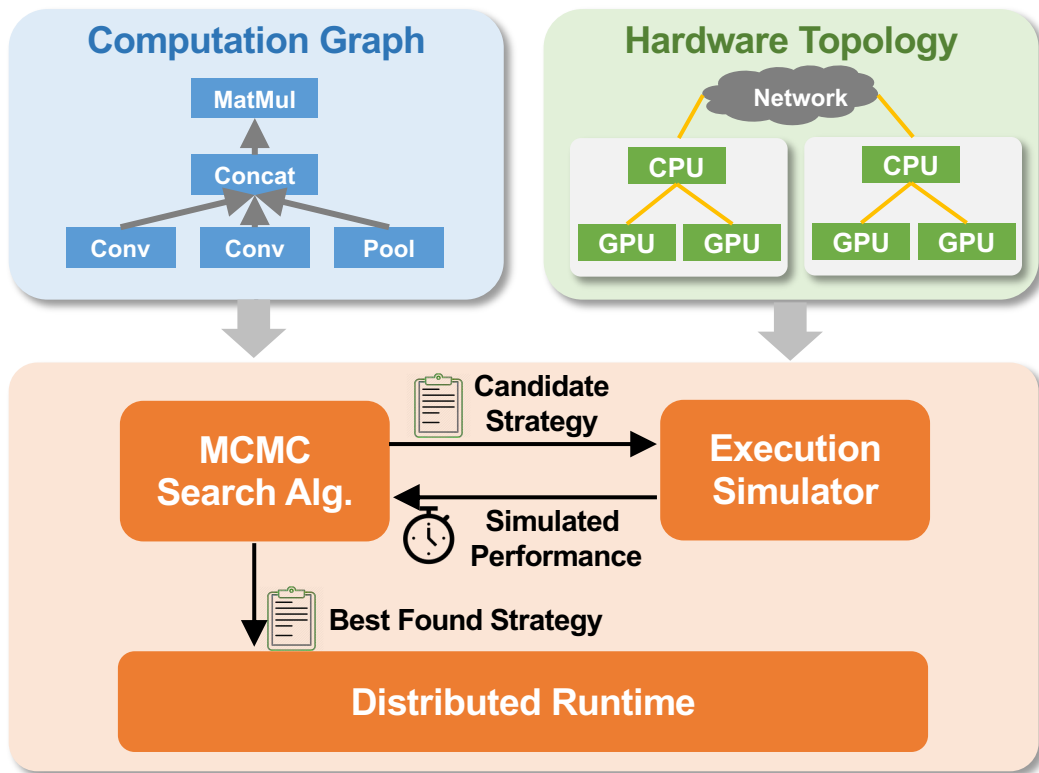 Computation Graph
MatMul
Concat
Conv
Conv
Pool
Hardware Topology
Network
CPU
GPU
GPU
CPU
GPU
GPU
MCMC
Search Alg.
Candidate
Strategy
Execution
Simulator
Simulated
Performance
Best Found Strategy
Distributed Runtime